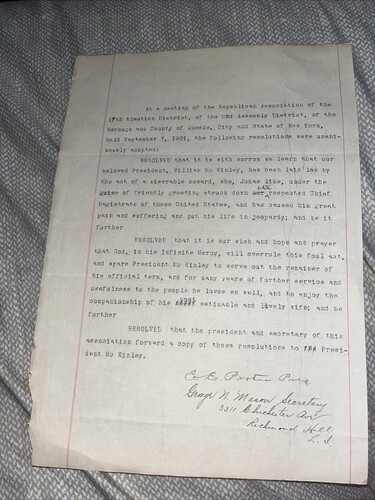 At a meeting of the Republican Association of the
17th Election District, of the 2nd Assembly District, of the
Borough and County of Queens, City and State of New York,
held September 7, 1901, the following resolutions were unani-
mously adopted:
RESOLVED that it is with sorrow we learn that our
beloved President, William Mc Kinley, has been laid low by
the act of a miserable coward, who, Judas like, under the
guise of friendly greeting struck down our respected Chief
Magistrate of these United States, and has caused him great
pain and suffering and put his life in jeopardy; and be it
further
RESOLVED that it is our wish and hope and prayer
that God, in his Infinite Mercy, will overrule this foul act,
and spare President Mc Kinley to serve out the remainer of
his official term, and for many years of further service and
usefulness to the people he loves so well, and to enjoy the
companionship of his estimable and lovely wife; and be
further
RESOLVED that the president and secretary of this
association forward a copy of these resolutions to Presi-
dent Mc Kinley.
E. E. Porter Pres.
George N. Mason Secretary
3311 Chichester Av
Richmond Hill
L. I.